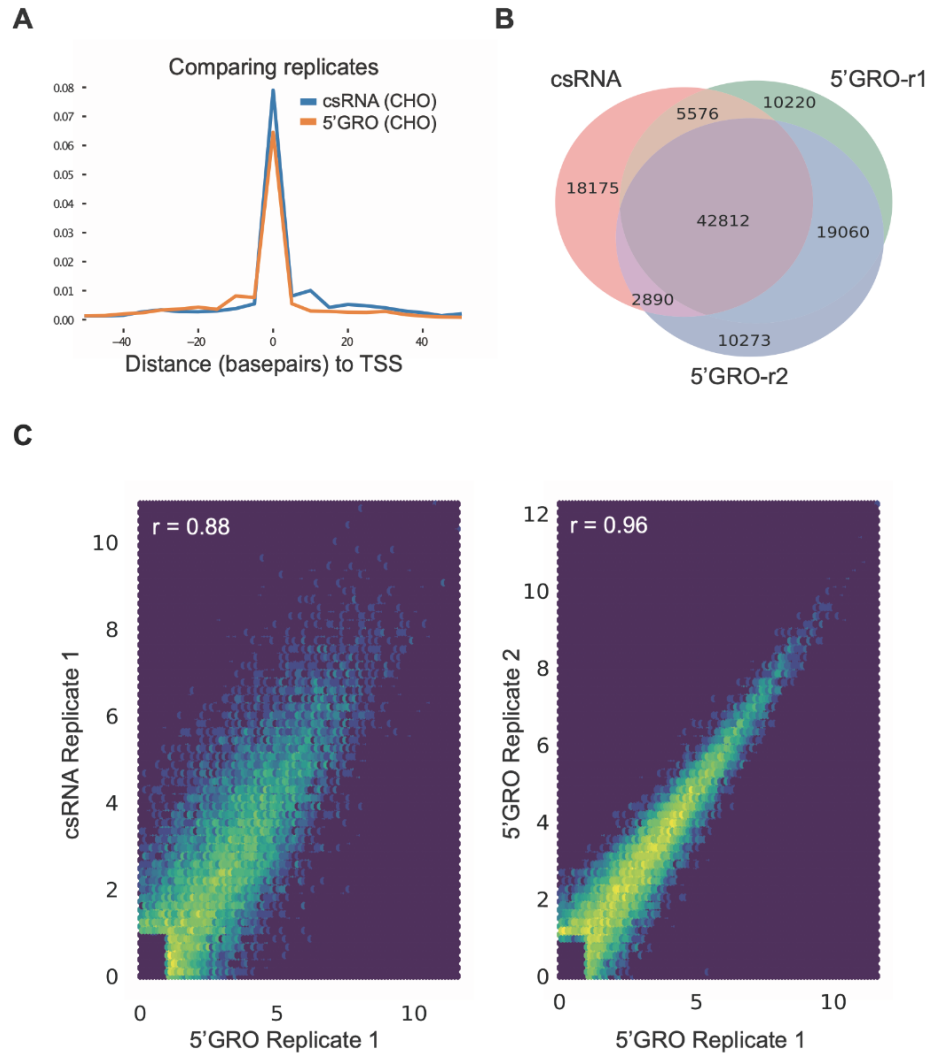 A
Comparing replicates
csRNA (CHO)
5'GRO (CHO)
0.08
0.07
0.06
0.05
0.04
0.03
0.02
0.01
0.00
−40
−20
0
20
40
Distance (basepairs) to TSS
B
csRNA
5'GRO-r1
5576
10220
18175
42812
19060
2890
10273
5'GRO-r2
C
r = 0.88
10
8
6
4
2
0
0
5
10
csRNA Replicate 1
5'GRO Replicate 1
r = 0.96
12
10
8
6
4
2
0
0
5
10
5'GRO Replicate 2
5'GRO Replicate 1